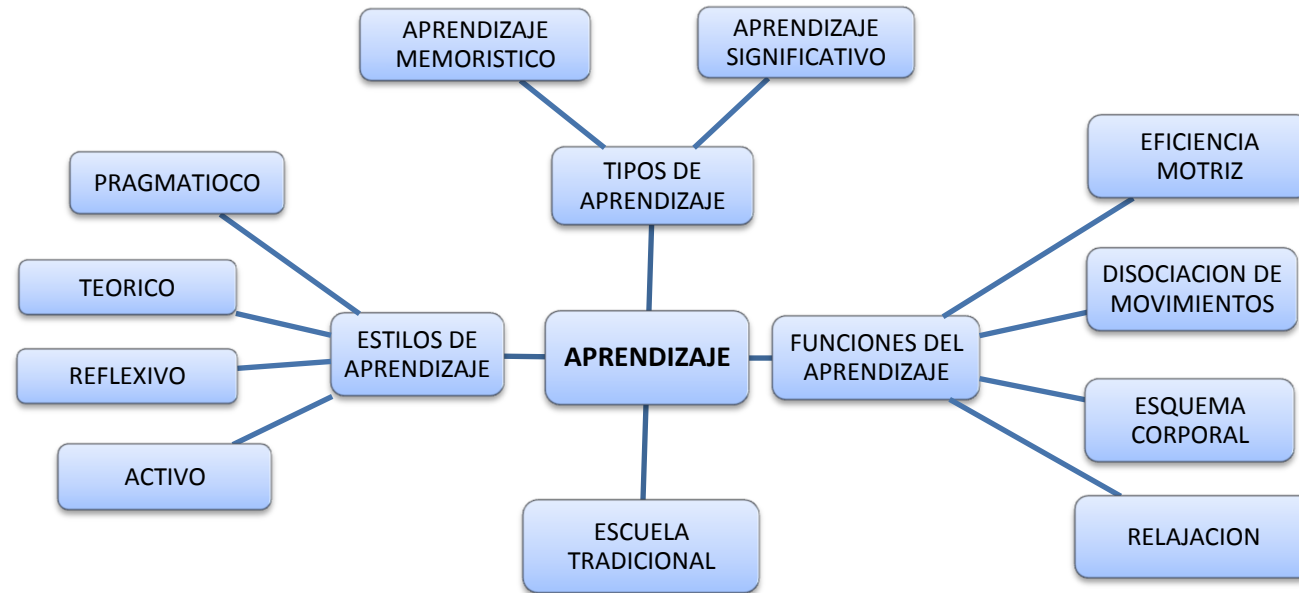 APRENDIZAJE
MEMORISTICO
APRENDIZAJE
SIGNIFICATIVO
TIPOS DE
APRENDIZAJE
EFICIENCIA
MOTRIZ
PRAGMATIOCO
DISOCIACION DE
MOVIMIENTOS
TEORICO
ESTILOS DE
APRENDIZAJE
APRENDIZAJE
FUNCIONES DEL
APRENDIZAJE
REFLEXIVO
ESQUEMA
CORPORAL
ACTIVO
ESCUELA
TRADICIONAL
RELAJACION